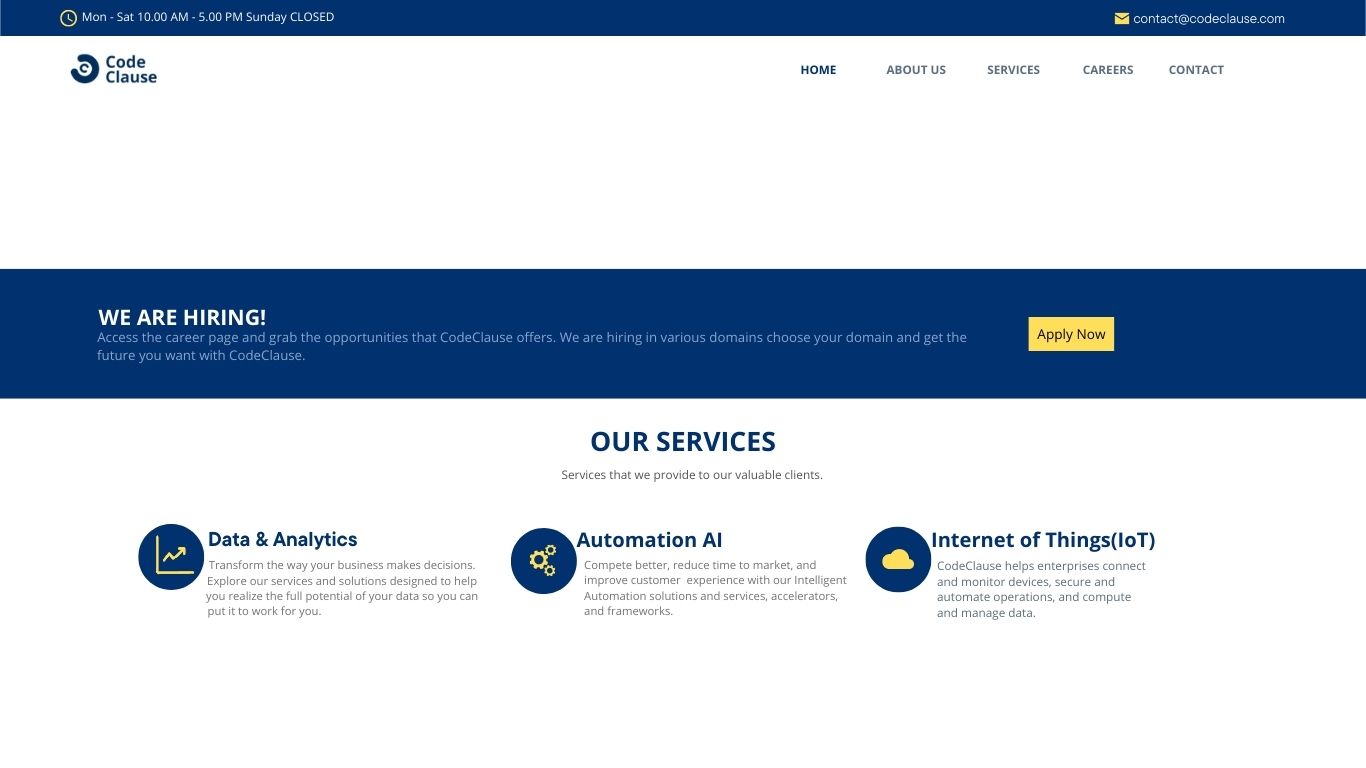 Mon - Sat 10.00 AM - 5.00 PM Sunday CLOSED
contact@codeclause.com
Code
Clause
HOME
ABOUT US
SERVICES
CAREERS
CONTACT
WE ARE HIRING!
Access the career page and grab the opportunities that CodeClause offers. We are hiring in various domains choose your domain and get the
future you want with CodeClause.
Apply Now
OUR SERVICES
Services that we provide to our valuable clients.
Data & Analytics
Transform the way your business makes decisions.
Explore our services and solutions designed to help
you realize the full potential of your data so you can
put it to work for you.
Automation AI
Compete better, reduce time to market, and
improve customer  experience with our Intelligent
Automation solutions and services, accelerators,
and frameworks.
Internet of Things(IoT)
CodeClause helps enterprises connect
and monitor devices, secure and
automate operations, and compute
and manage data.